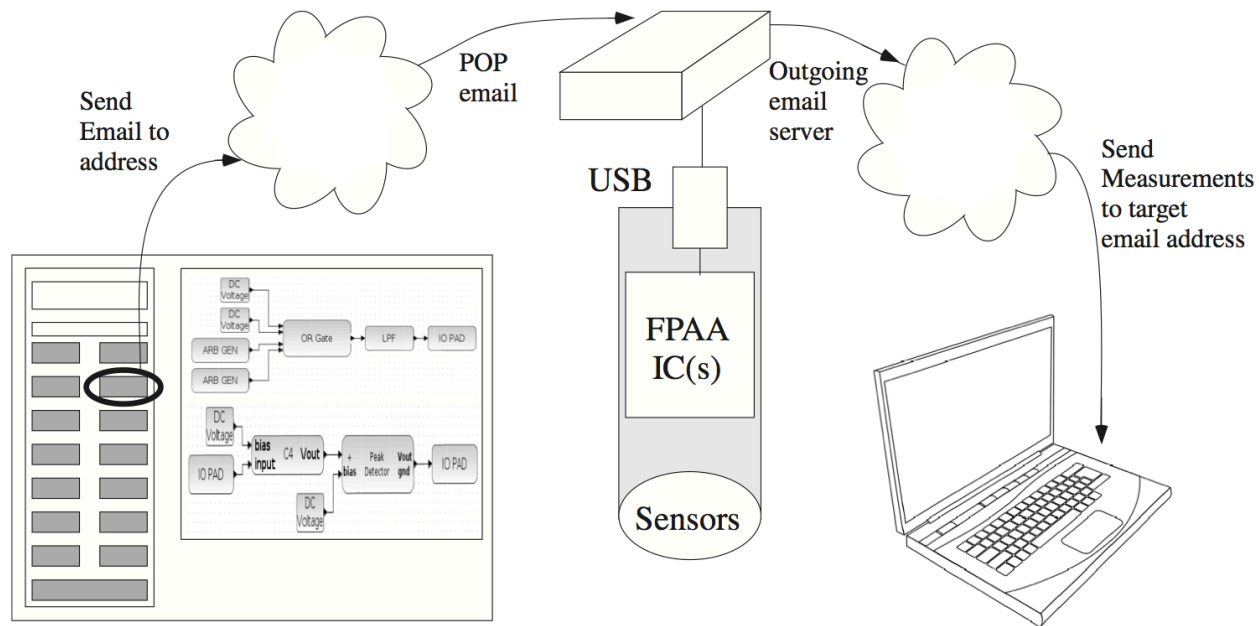 Send
Email to
address
POP
email
Outgoing
email
server
Send
Measurements
to target
email address
USB
FPAA
IC(s)
Sensors
DC
Voltage
DC
Voltage
ARB GEN
ARB GEN
OR Gate
LPF
IO PAD
DC
Voltage
IO PAD
bias
input
C4
Vout
DC
Voltage
+
bias
Peak
Detector
Vout
gnd
IO PAD